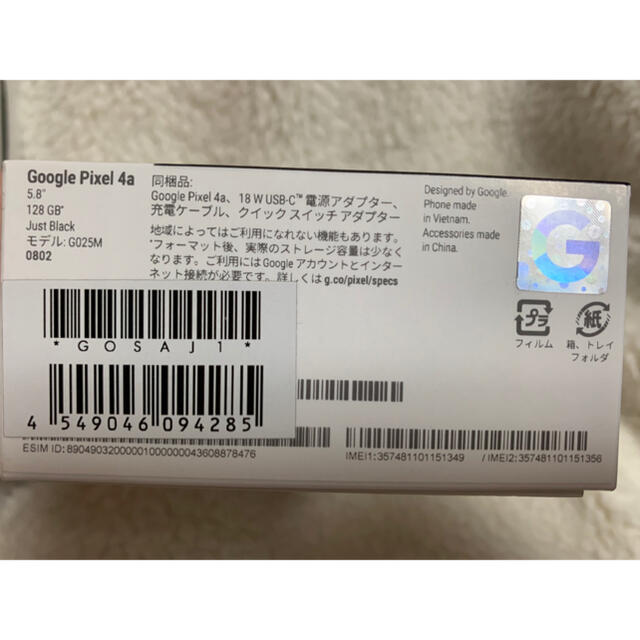 Google Pixel 4a
5.8"
128 GB*
Just Black
モデル: G025M
0802
同梱品:
Google Pixel 4a、18 W USB-C™ 電源アダプター、
充電ケーブル、クイック スイッチ アダプター
地域によってはご利用になれない機能もあります。
*フォーマット後、実際のストレージ容量は少なく
なります。ご利用には Google アカウントとインター
ネット接続が必要です。詳しくは g.co/pixel/specs
Designed by Google.
Phone made
in Vietnam.
Accessories made
in China.
G
プラ
フィルム
紙
箱、トレイ
フォルダ
*GOSAJ1*
4 549046 094285
ESIM ID: 89049032000001000000043608878476
IMEI1: 357481101151349 / IMEI2: 357481101151356